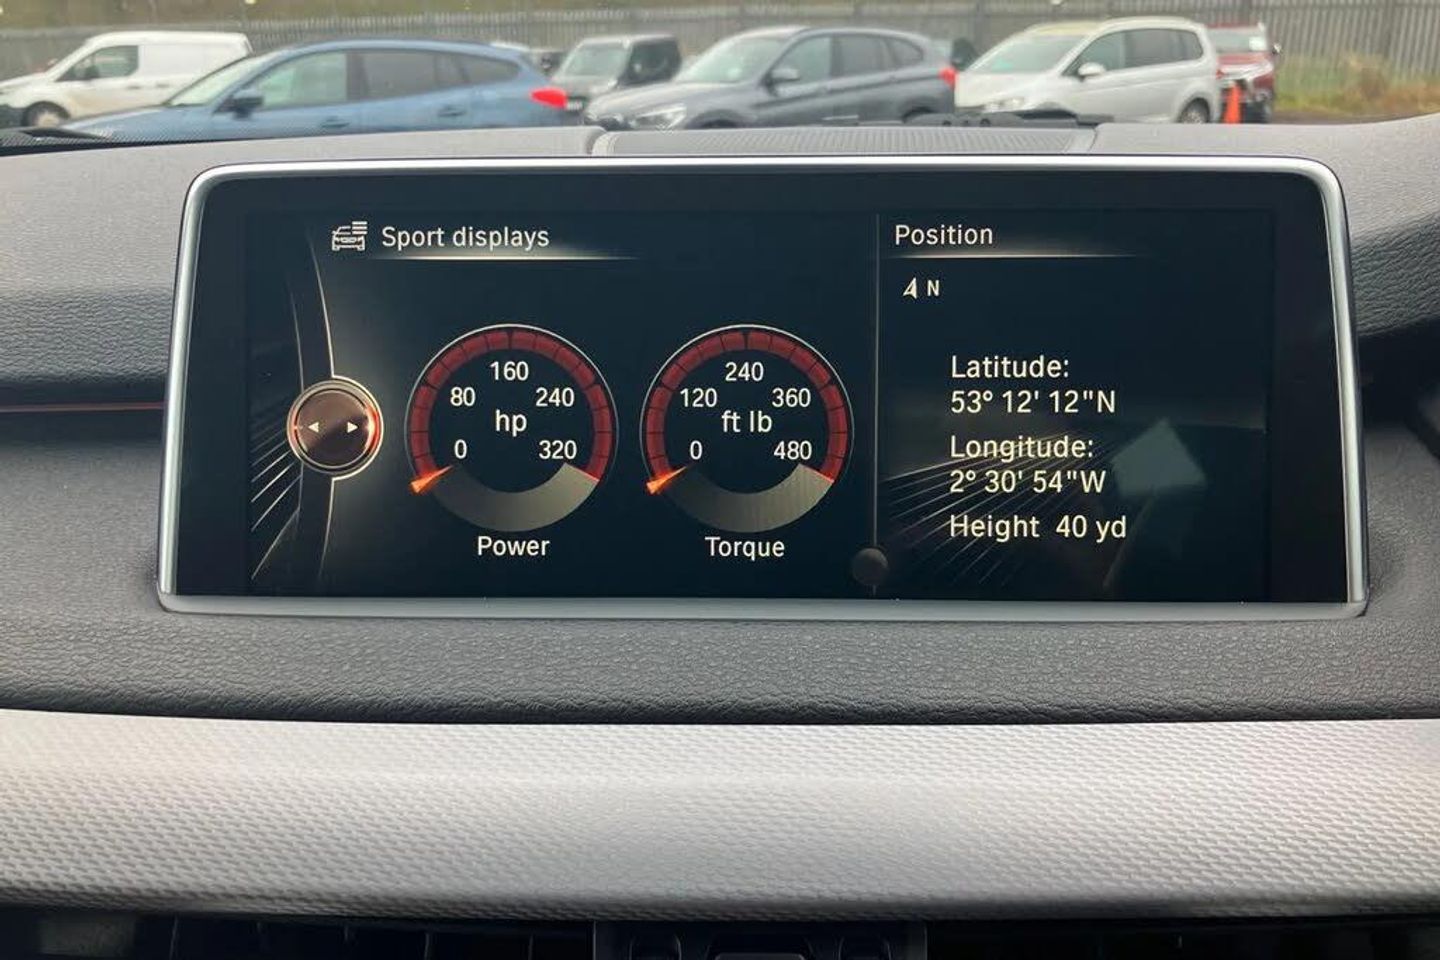 Sport displays
160
80 240
hp
0 320
Power
240
120 360
ft lb
0 480
Torque
Position
N
Latitude:
53° 12' 12"N
Longitude:
2° 30' 54"W
Height 40 yd